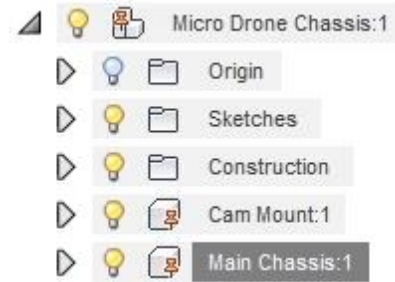 Micro Drone Chassis:1
Origin
Sketches
Construction
Cam Mount:1
Main Chassis:1